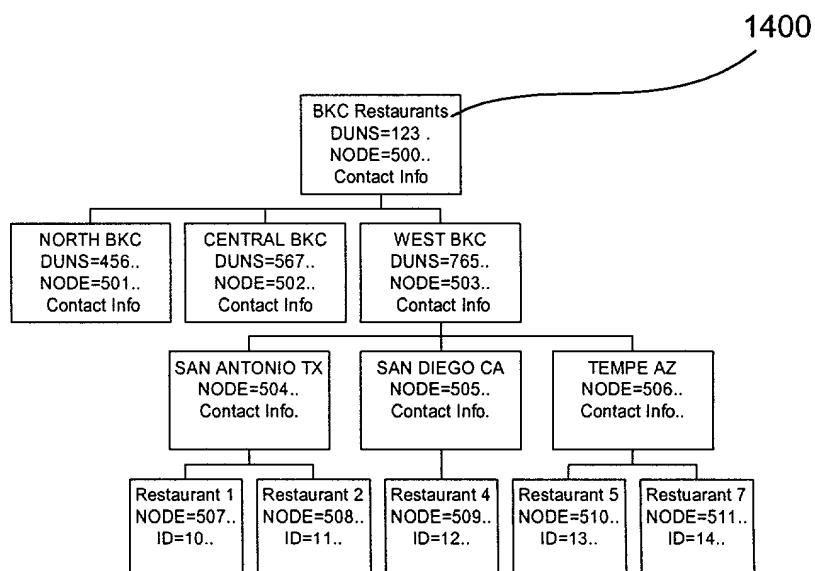 1400
BKC Restaurants
DUNS=123 .
NODE=500..
Contact Info
NORTH BKC
DUNS=456..
NODE=501..
Contact Info
CENTRAL BKC
DUNS=567..
NODE=502..
Contact Info
WEST BKC
DUNS=765..
NODE=503..
Contact Info
SAN ANTONIO TX
NODE=504..
Contact Info.
SAN DIEGO CA
NODE=505..
Contact Info.
TEMPE AZ
NODE=506..
Contact Info..
Restaurant 1
NODE=507..
ID=10..
Restaurant 2
NODE=508..
ID=11..
Restaurant 4
NODE=509..
ID=12..
Restaurant 5
NODE=510..
ID=13..
Restuarant 7
NODE=511..
ID=14..